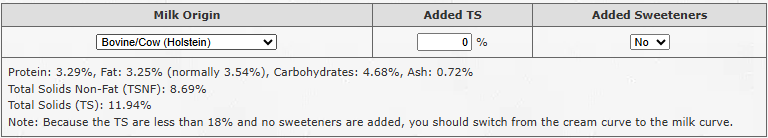 Milk Origin Added TS Added Sweeteners
Bovine/Cow (Holstein) 0 % No
Protein: 3.29%, Fat: 3.25% (normally 3.54%), Carbohydrates: 4.68%, Ash: 0.72%
Total Solids Non-Fat (TSNF): 8.69%
Total Solids (TS): 11.94%
Note: Because the TS are less than 18% and no sweeteners are added, you should switch from the cream curve to the milk curve.